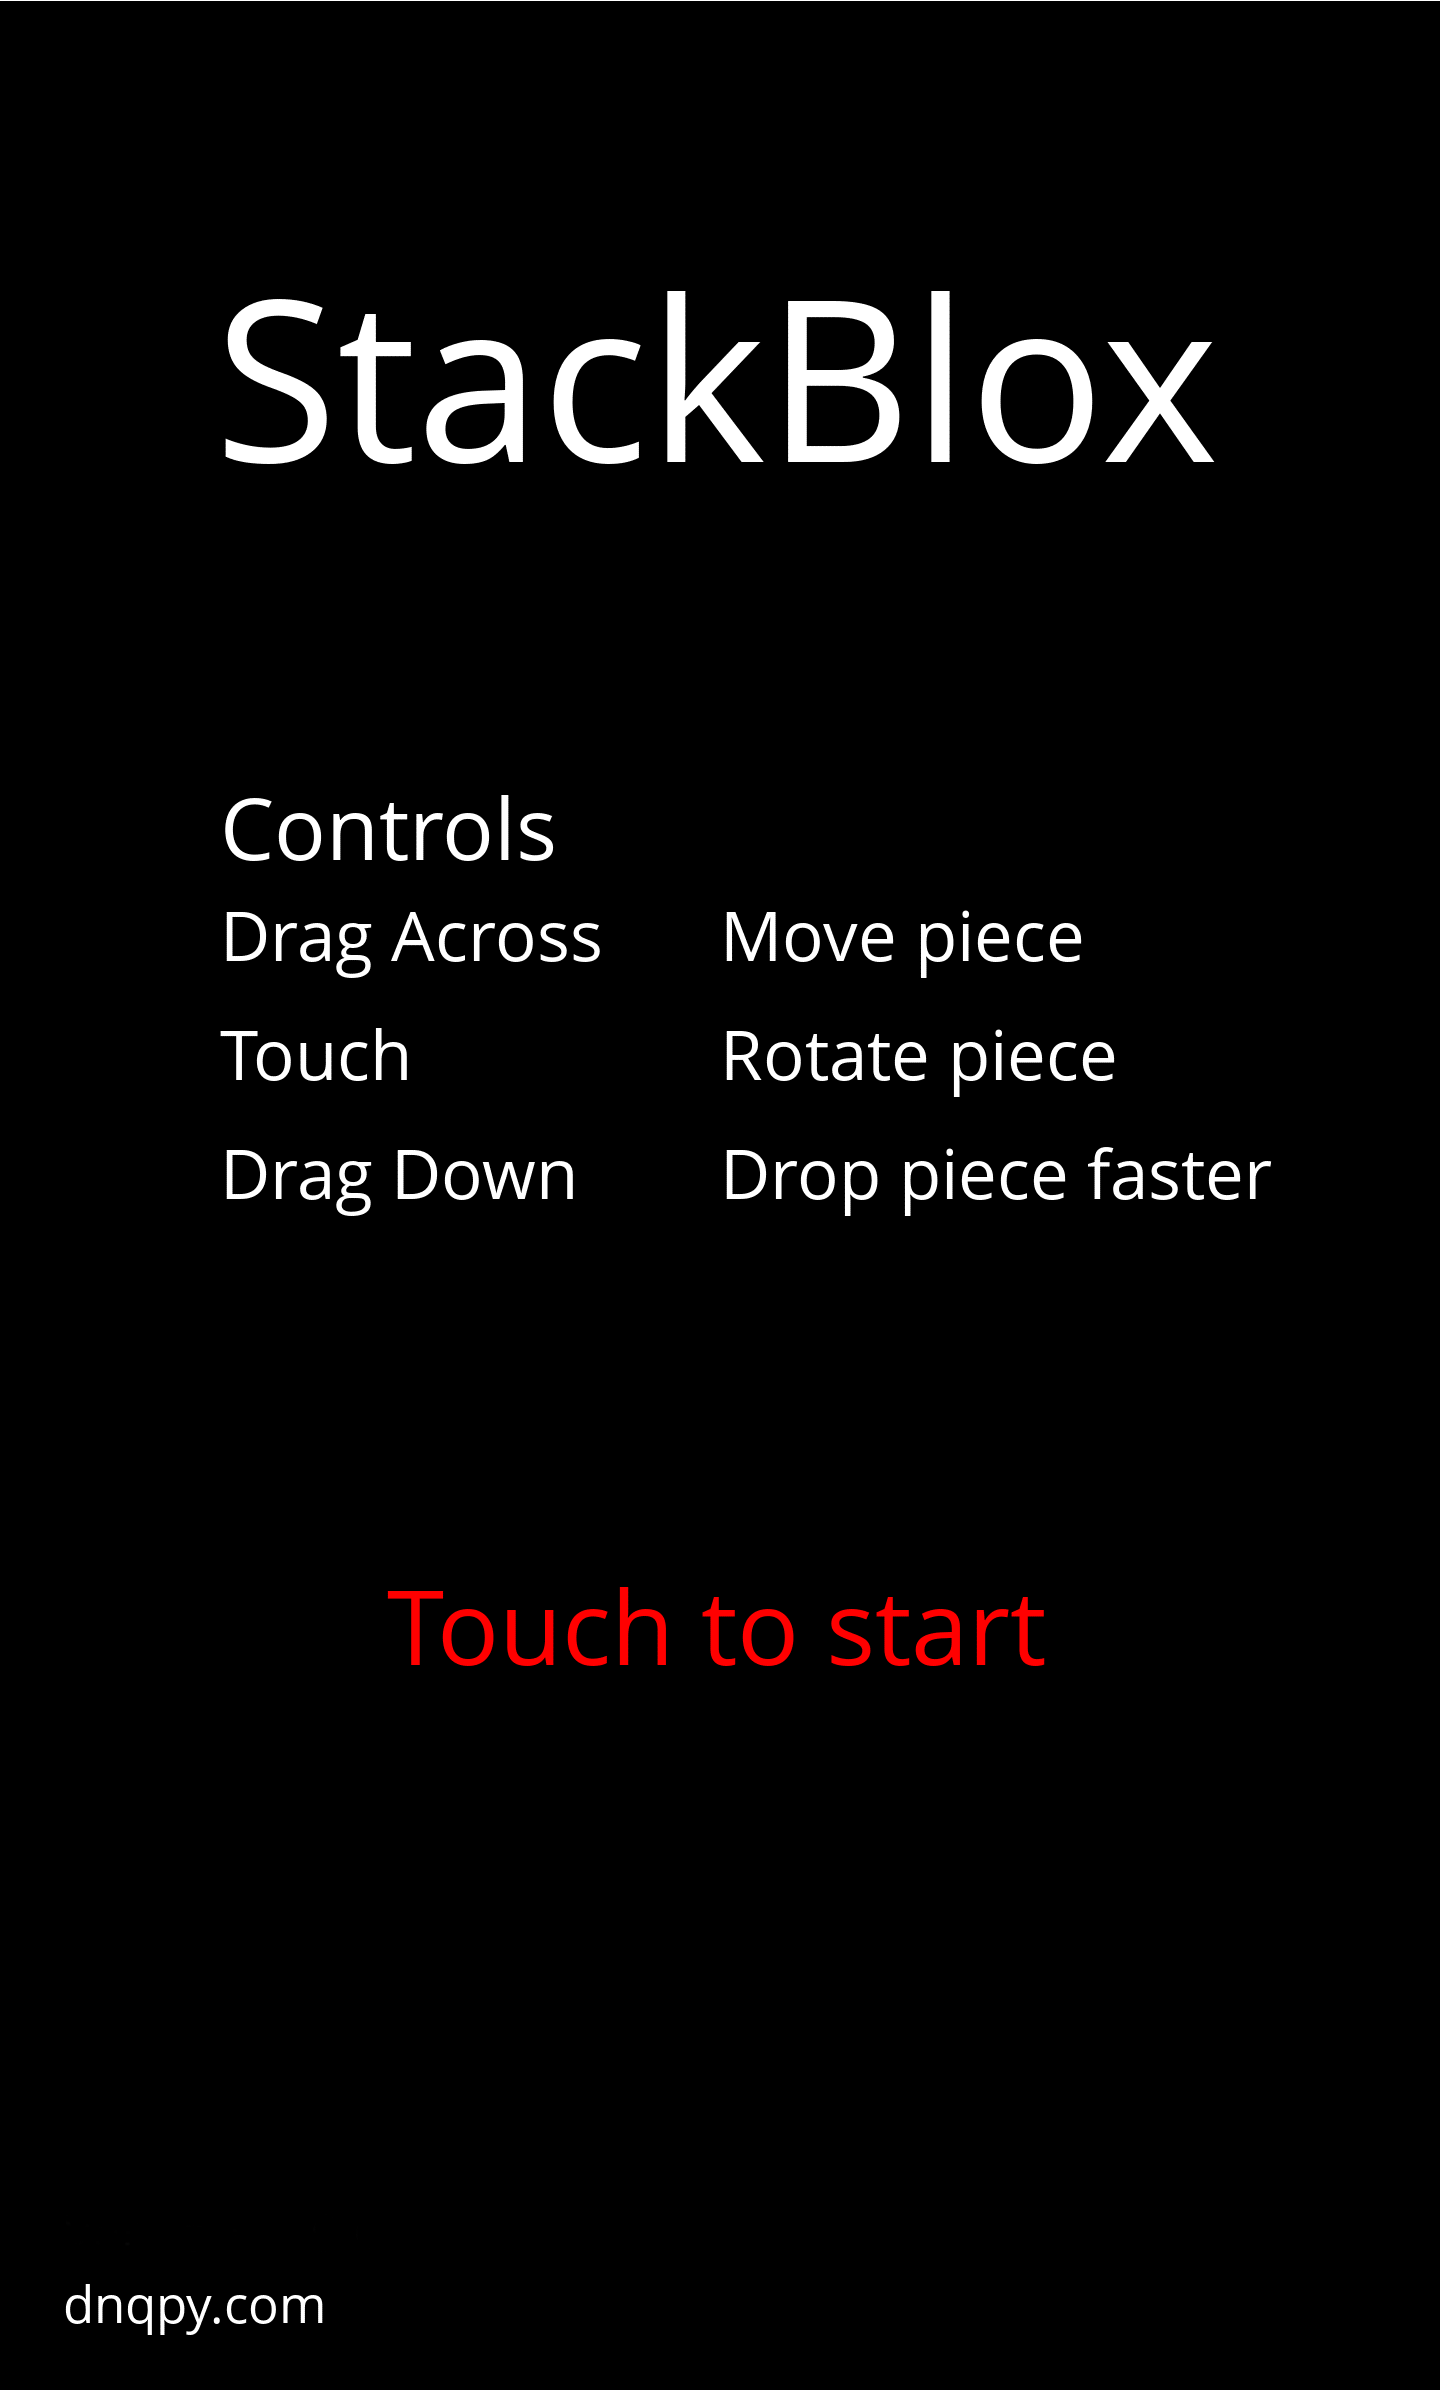 StackBlox
Controls
Drag Across Move piece
Touch Rotate piece
Drag Down Drop piece faster
Touch to start
dnqpy.com